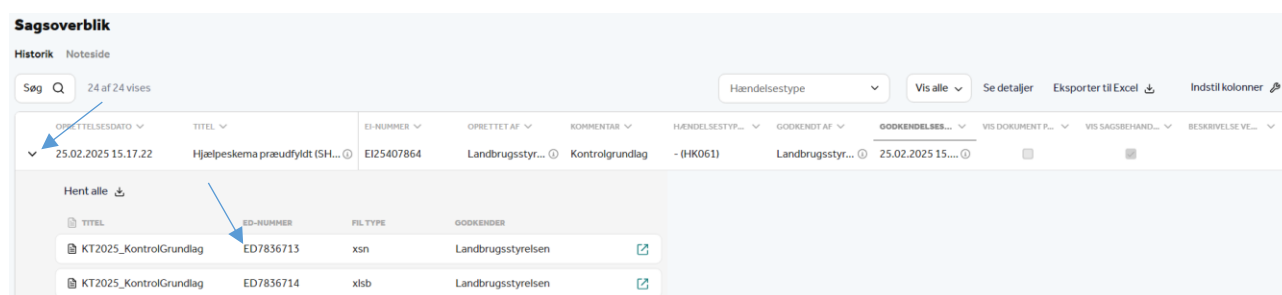 Sagsoverblik
Historik Noteside
Søg 24 af 24 vises Hændelsestype Vis alle Se detaljer Eksporter til Excel Indstil kolonner
OPRETTELSESDATO TITEL EI-NUMMER OPRETTET AF KOMMENTAR HÆNDELSESTYP... GODKENDT AF GODKENDELSES... VIS DOKUMENT P... VIS SAGSBEHAND... BESKRIVELSE VE...
25.02.2025 15.17.22 Hjælpeskema præudfyldt (SH... EI25407864 Landbrugsstyr... Kontrolgrundlag - (HK061) Landbrugsstyr... 25.02.2025 15....
Hent alle
TITEL ED-NUMMER FIL TYPE GODKENDER
KT2025_KontrolGrundlag ED7836713 xsn Landbrugsstyrelsen
KT2025_KontrolGrundlag ED7836714 xlsb Landbrugsstyrelsen